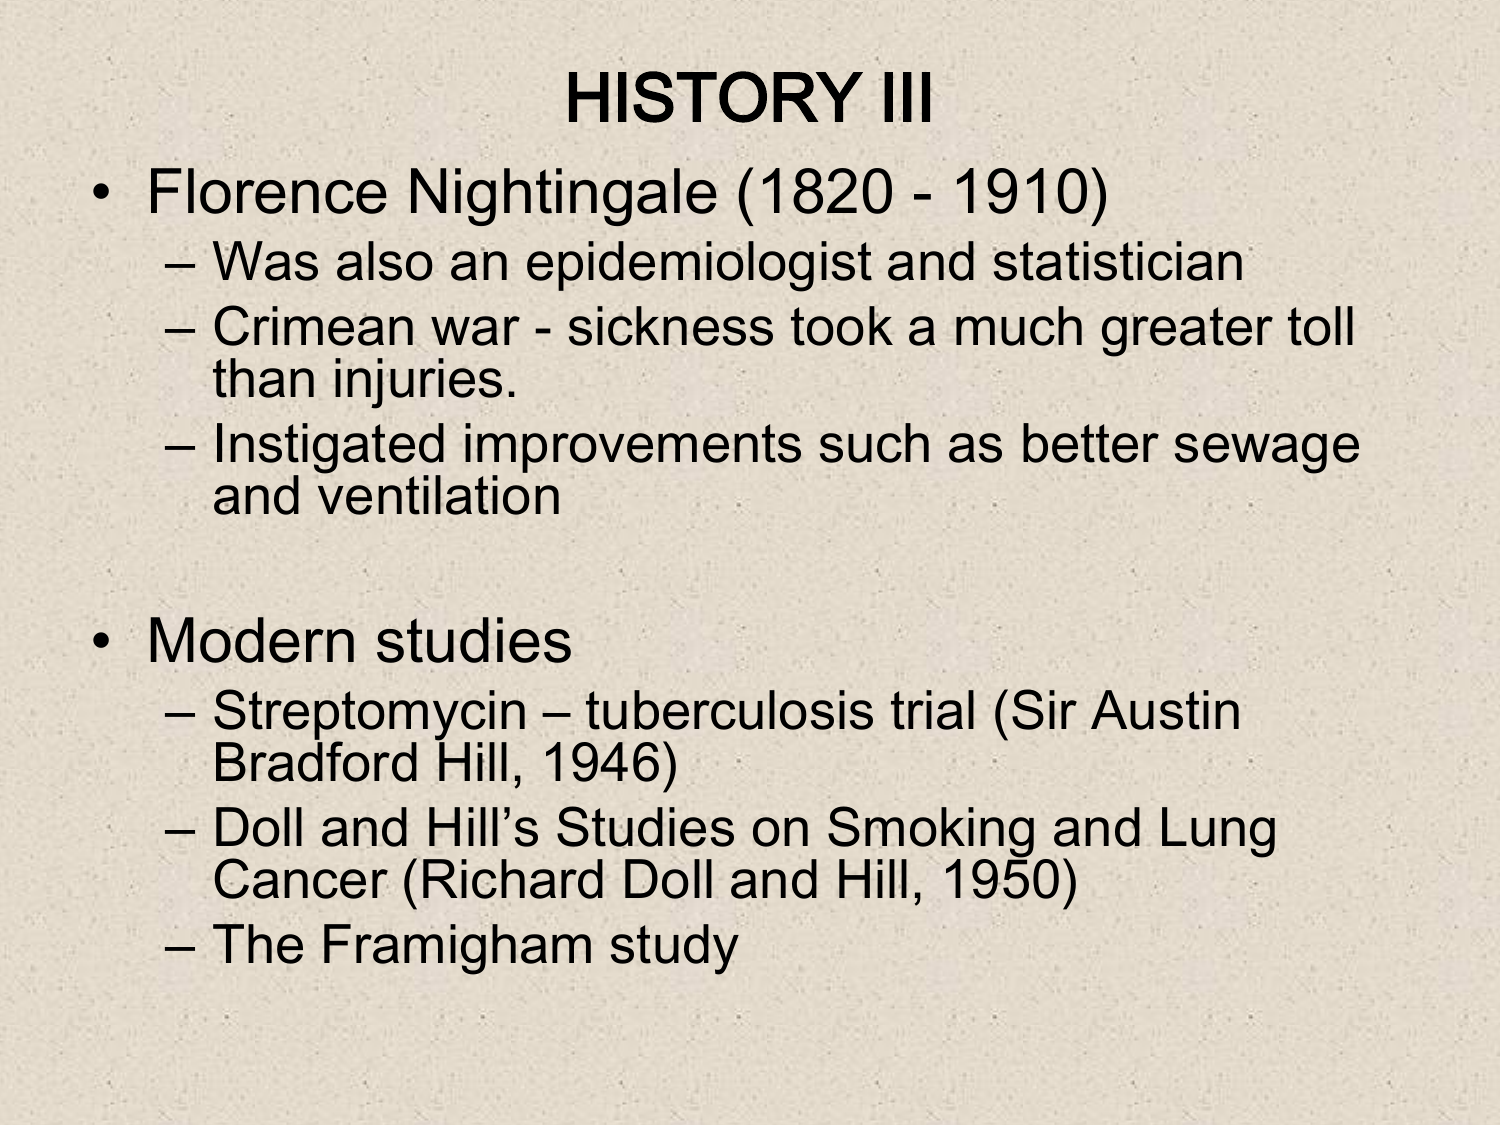 HISTORY III
• Florence Nightingale (1820 - 1910)
– Was also an epidemiologist and statistician
– Crimean war - sickness took a much greater toll
than injuries.
– Instigated improvements such as better sewage
and ventilation
• Modern studies
– Streptomycin – tuberculosis trial (Sir Austin
Bradford Hill, 1946)
– Doll and Hill’s Studies on Smoking and Lung
Cancer (Richard Doll and Hill, 1950)
– The Framigham study